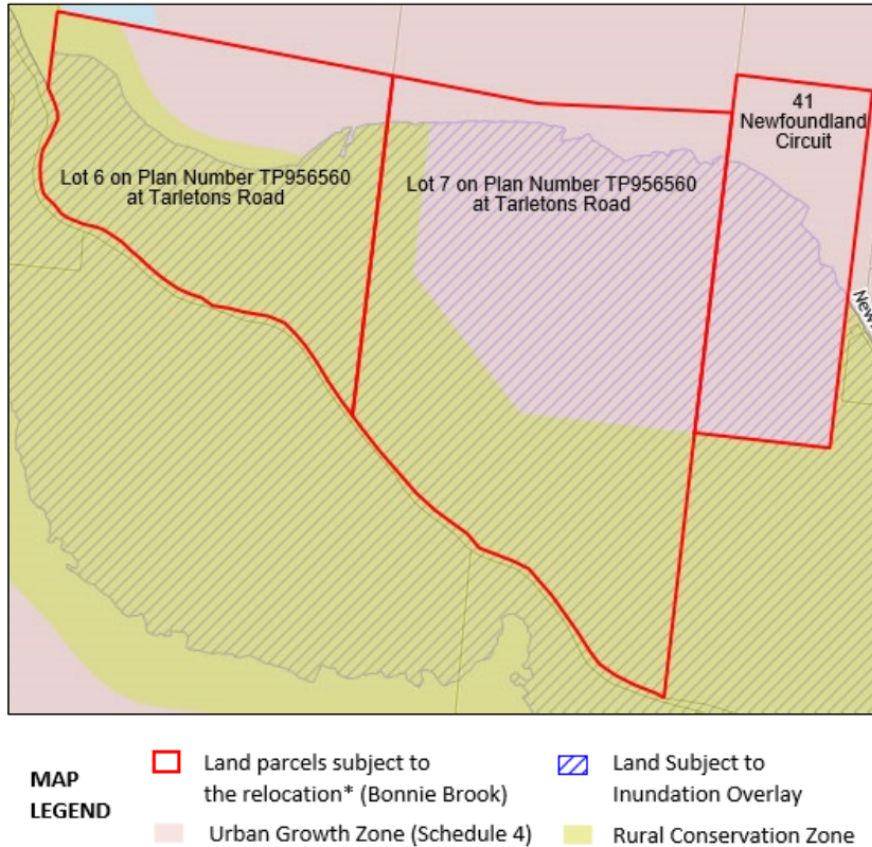 41
Newfoundland
Circuit
Lot 6 on Plan Number TP956560
at Tarletons Road
Lot 7 on Plan Number TP956560
at Tarletons Road
New
MAP
LEGEND
Land parcels subject to
the relocation* (Bonnie Brook)
Land Subject to
Inundation Overlay
Urban Growth Zone (Schedule 4)
Rural Conservation Zone